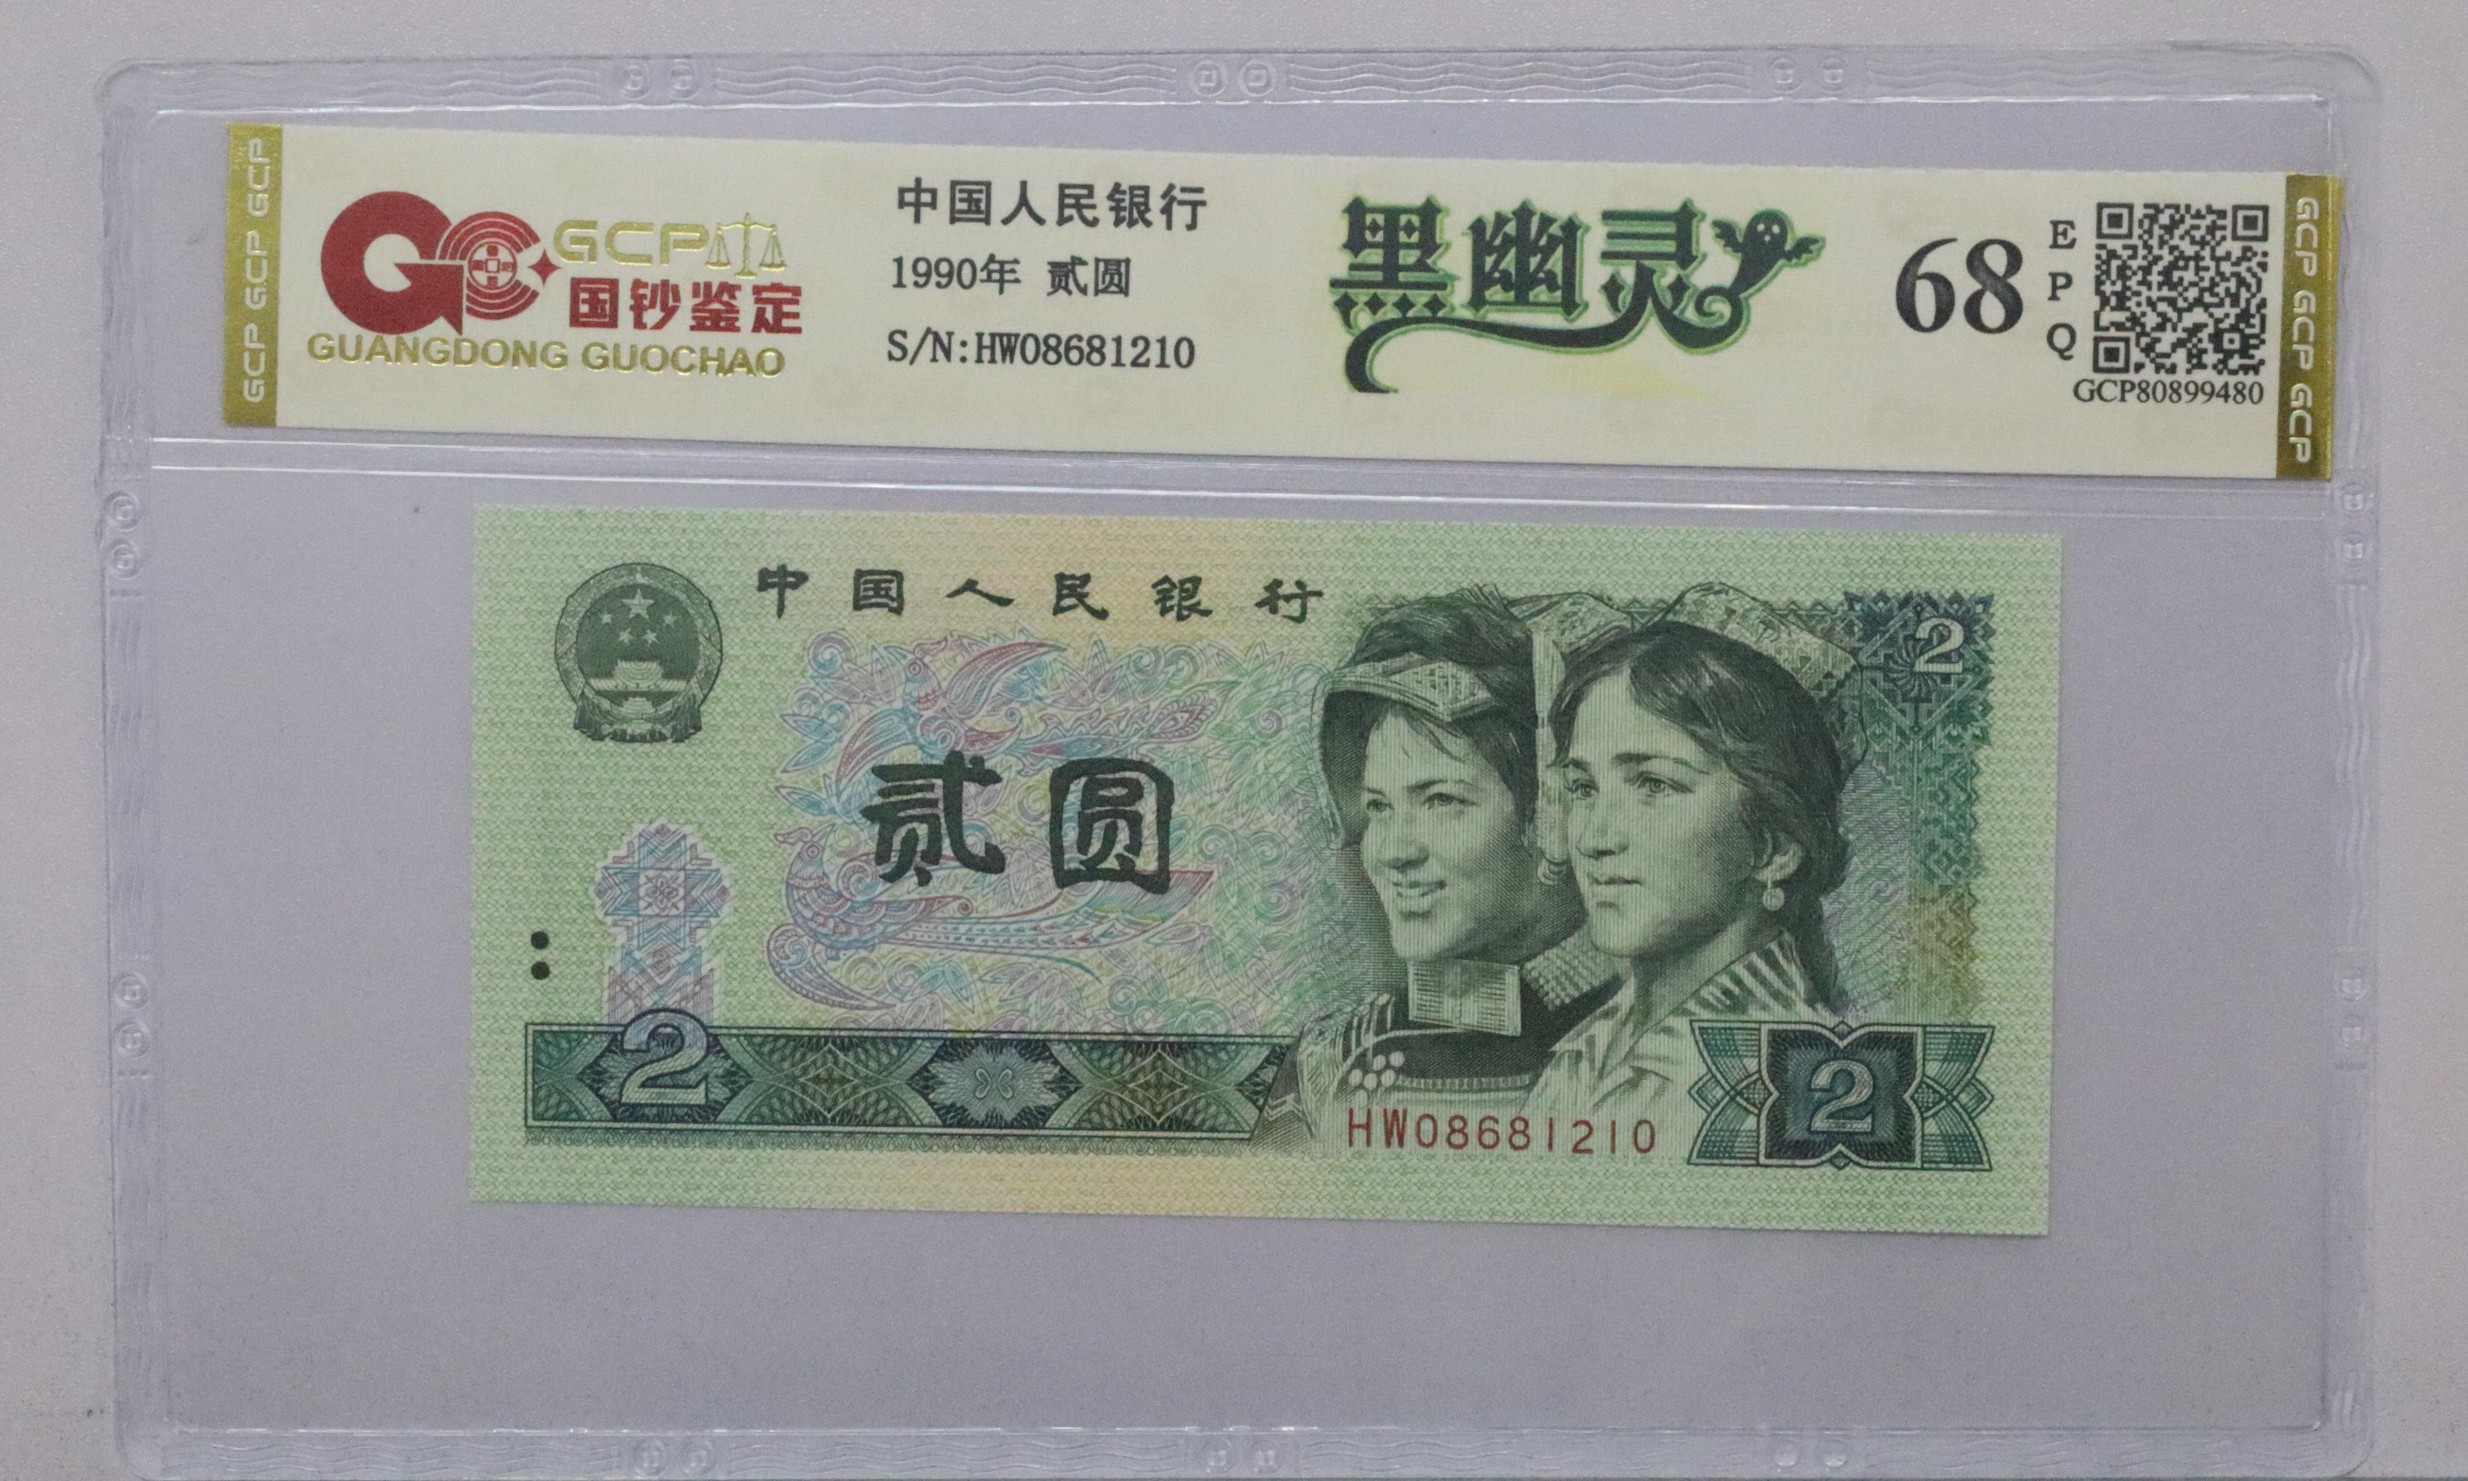 GCP GCP GCP
GCP
国钞鉴定
GUANGDONG GUOCHAO
中国人民银行
1990年 贰圆
S/N:HW08681210
黑幽灵
68
EPQ
GCP80899480
GCP GCP GCP
中国人民银行
2
贰圆
2
HW08681210
2